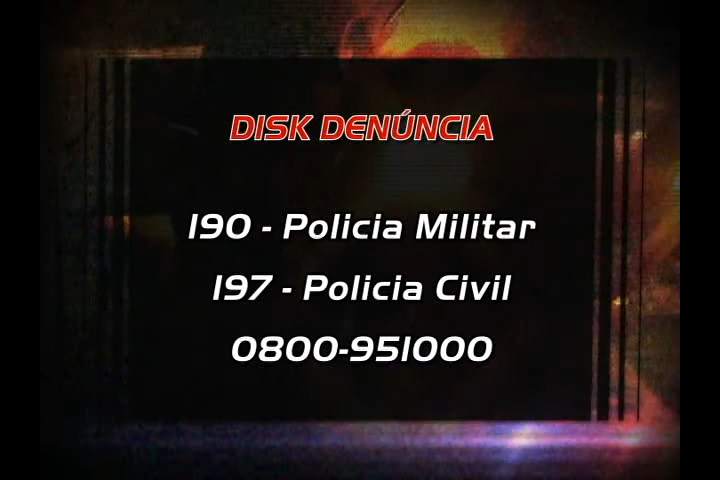 DISK DENÚNCIA
190 - Policia Militar
197 - Policia Civil
0800-951000